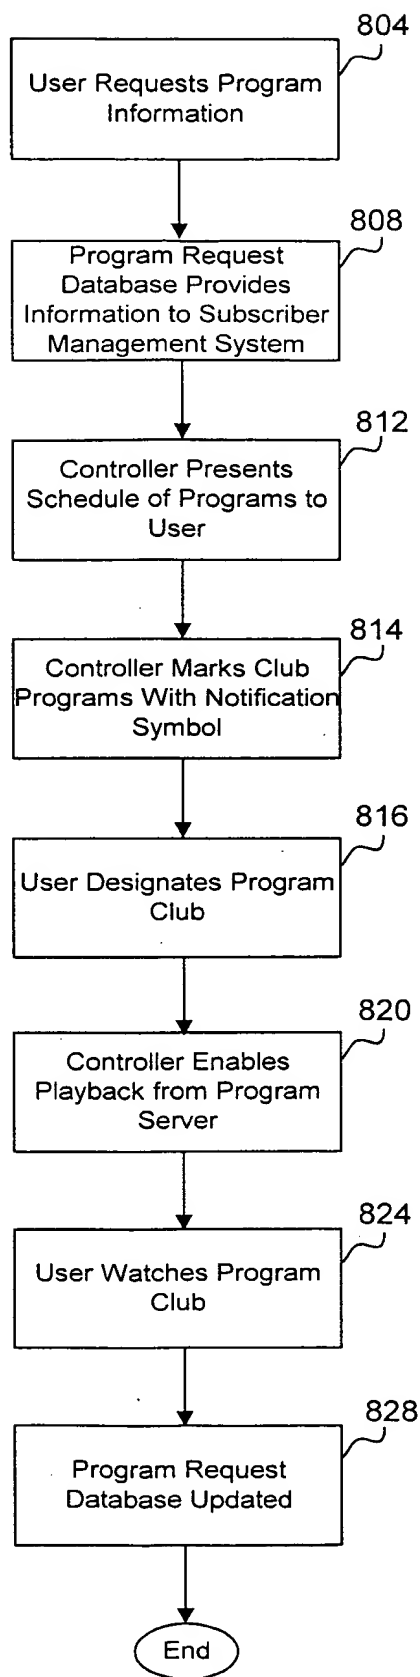 804
User Requests Program
Information
808
Program Request
Database Provides
Information to Subscriber
Management System
812
Controller Presents
Schedule of Programs to
User
814
Controller Marks Club
Programs With Notification
Symbol
816
User Designates Program
Club
820
Controller Enables
Playback from Program
Server
824
User Watches Program
Club
828
Program Request
Database Updated
End